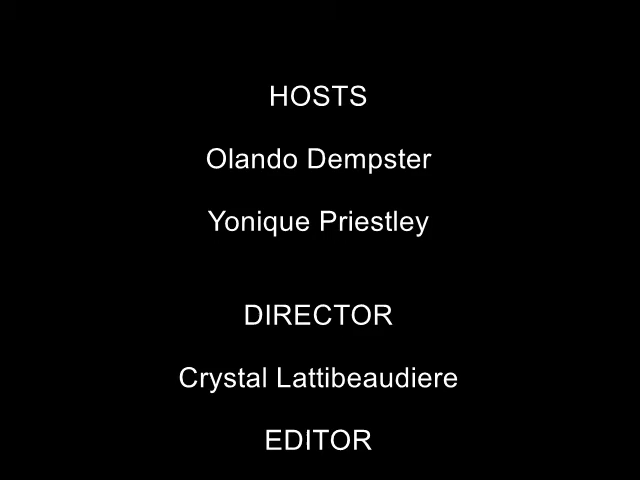 HOSTS
Olando Dempster
Yonique Priestley
DIRECTOR
Crystal Lattibeaudiere
EDITOR